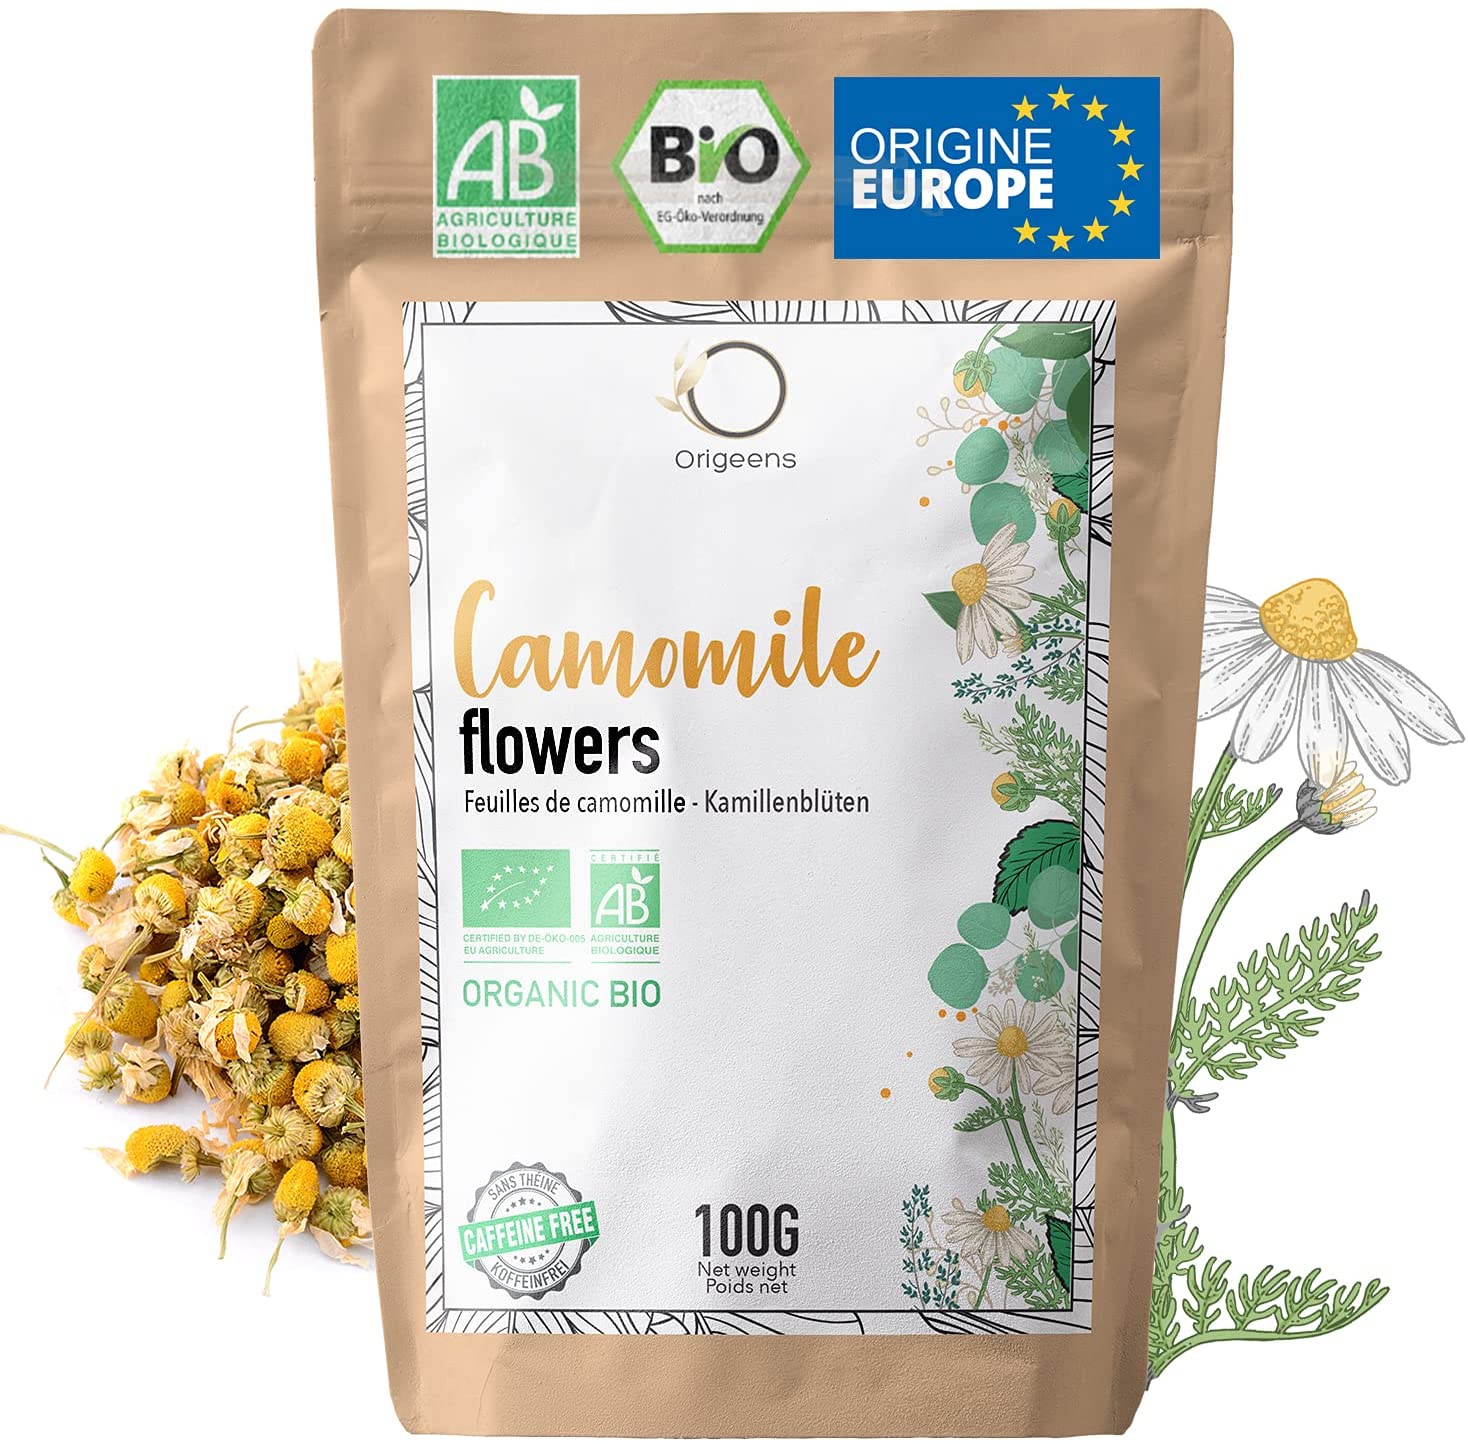 AB
AGRICULTURE
BIOLOGIQUE
BiO
nach
EG-Öko-Verordnung
ORIGINE
EUROPE
Origeens
Camomile
flowers
Feuilles de camomille - Kamillenblüten
CERTIFIÉ
AB
CERTIFIED BY DE-ÖKO-005
EU AGRICULTURE
AGRICULTURE
BIOLOGIQUE
ORGANIC BIO
SANS THÉINE
CAFFEINE FREE
KOFFEINFREI
100G
Net weight
Poids net